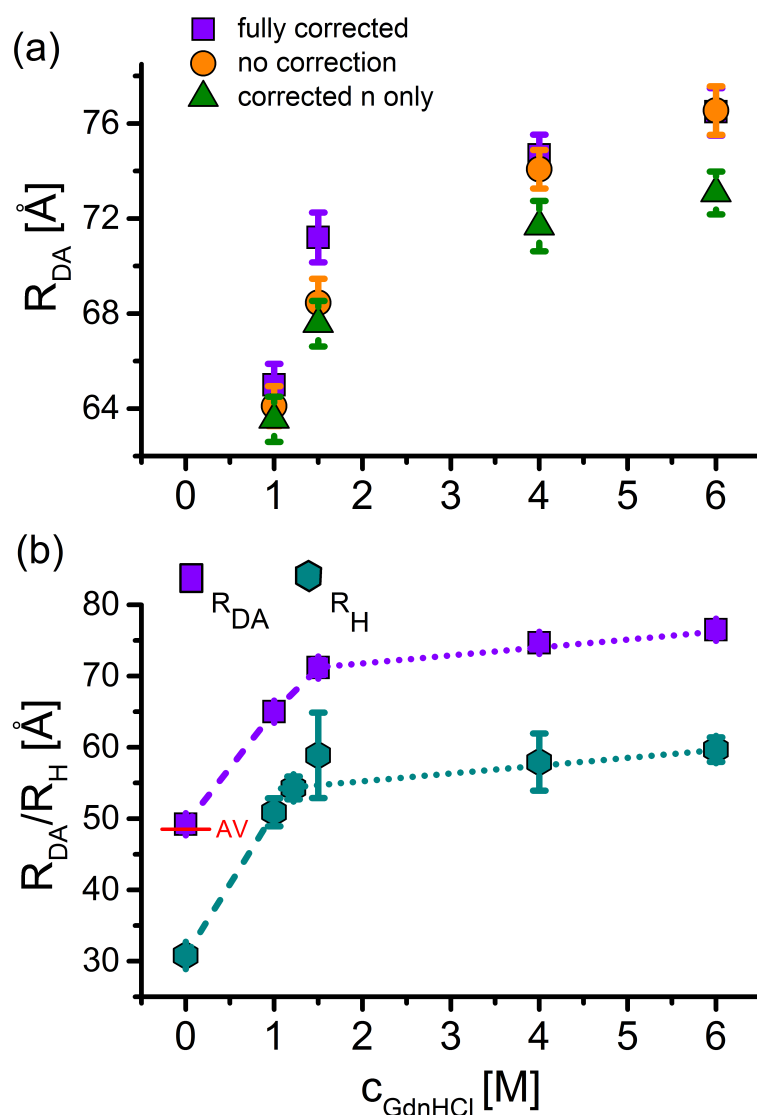 (a)
fully corrected
no correction
corrected n only
R_DA [Å]
76
72
68
64
0 1 2 3 4 5 6
(b)
R_DA R_H
R_DA/R_H [Å]
80
70
60
50
40
30
AV
0 1 2 3 4 5 6
c_GdnHCl [M]